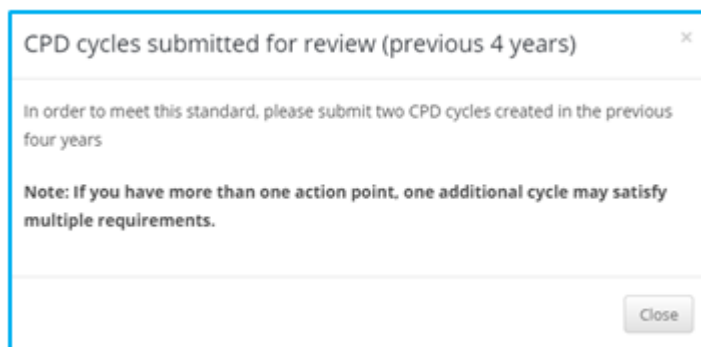 CPD cycles submitted for review (previous 4 years)
×
In order to meet this standard, please submit two CPD cycles created in the previous
four years
Note: If you have more than one action point, one additional cycle may satisfy
multiple requirements.
Close